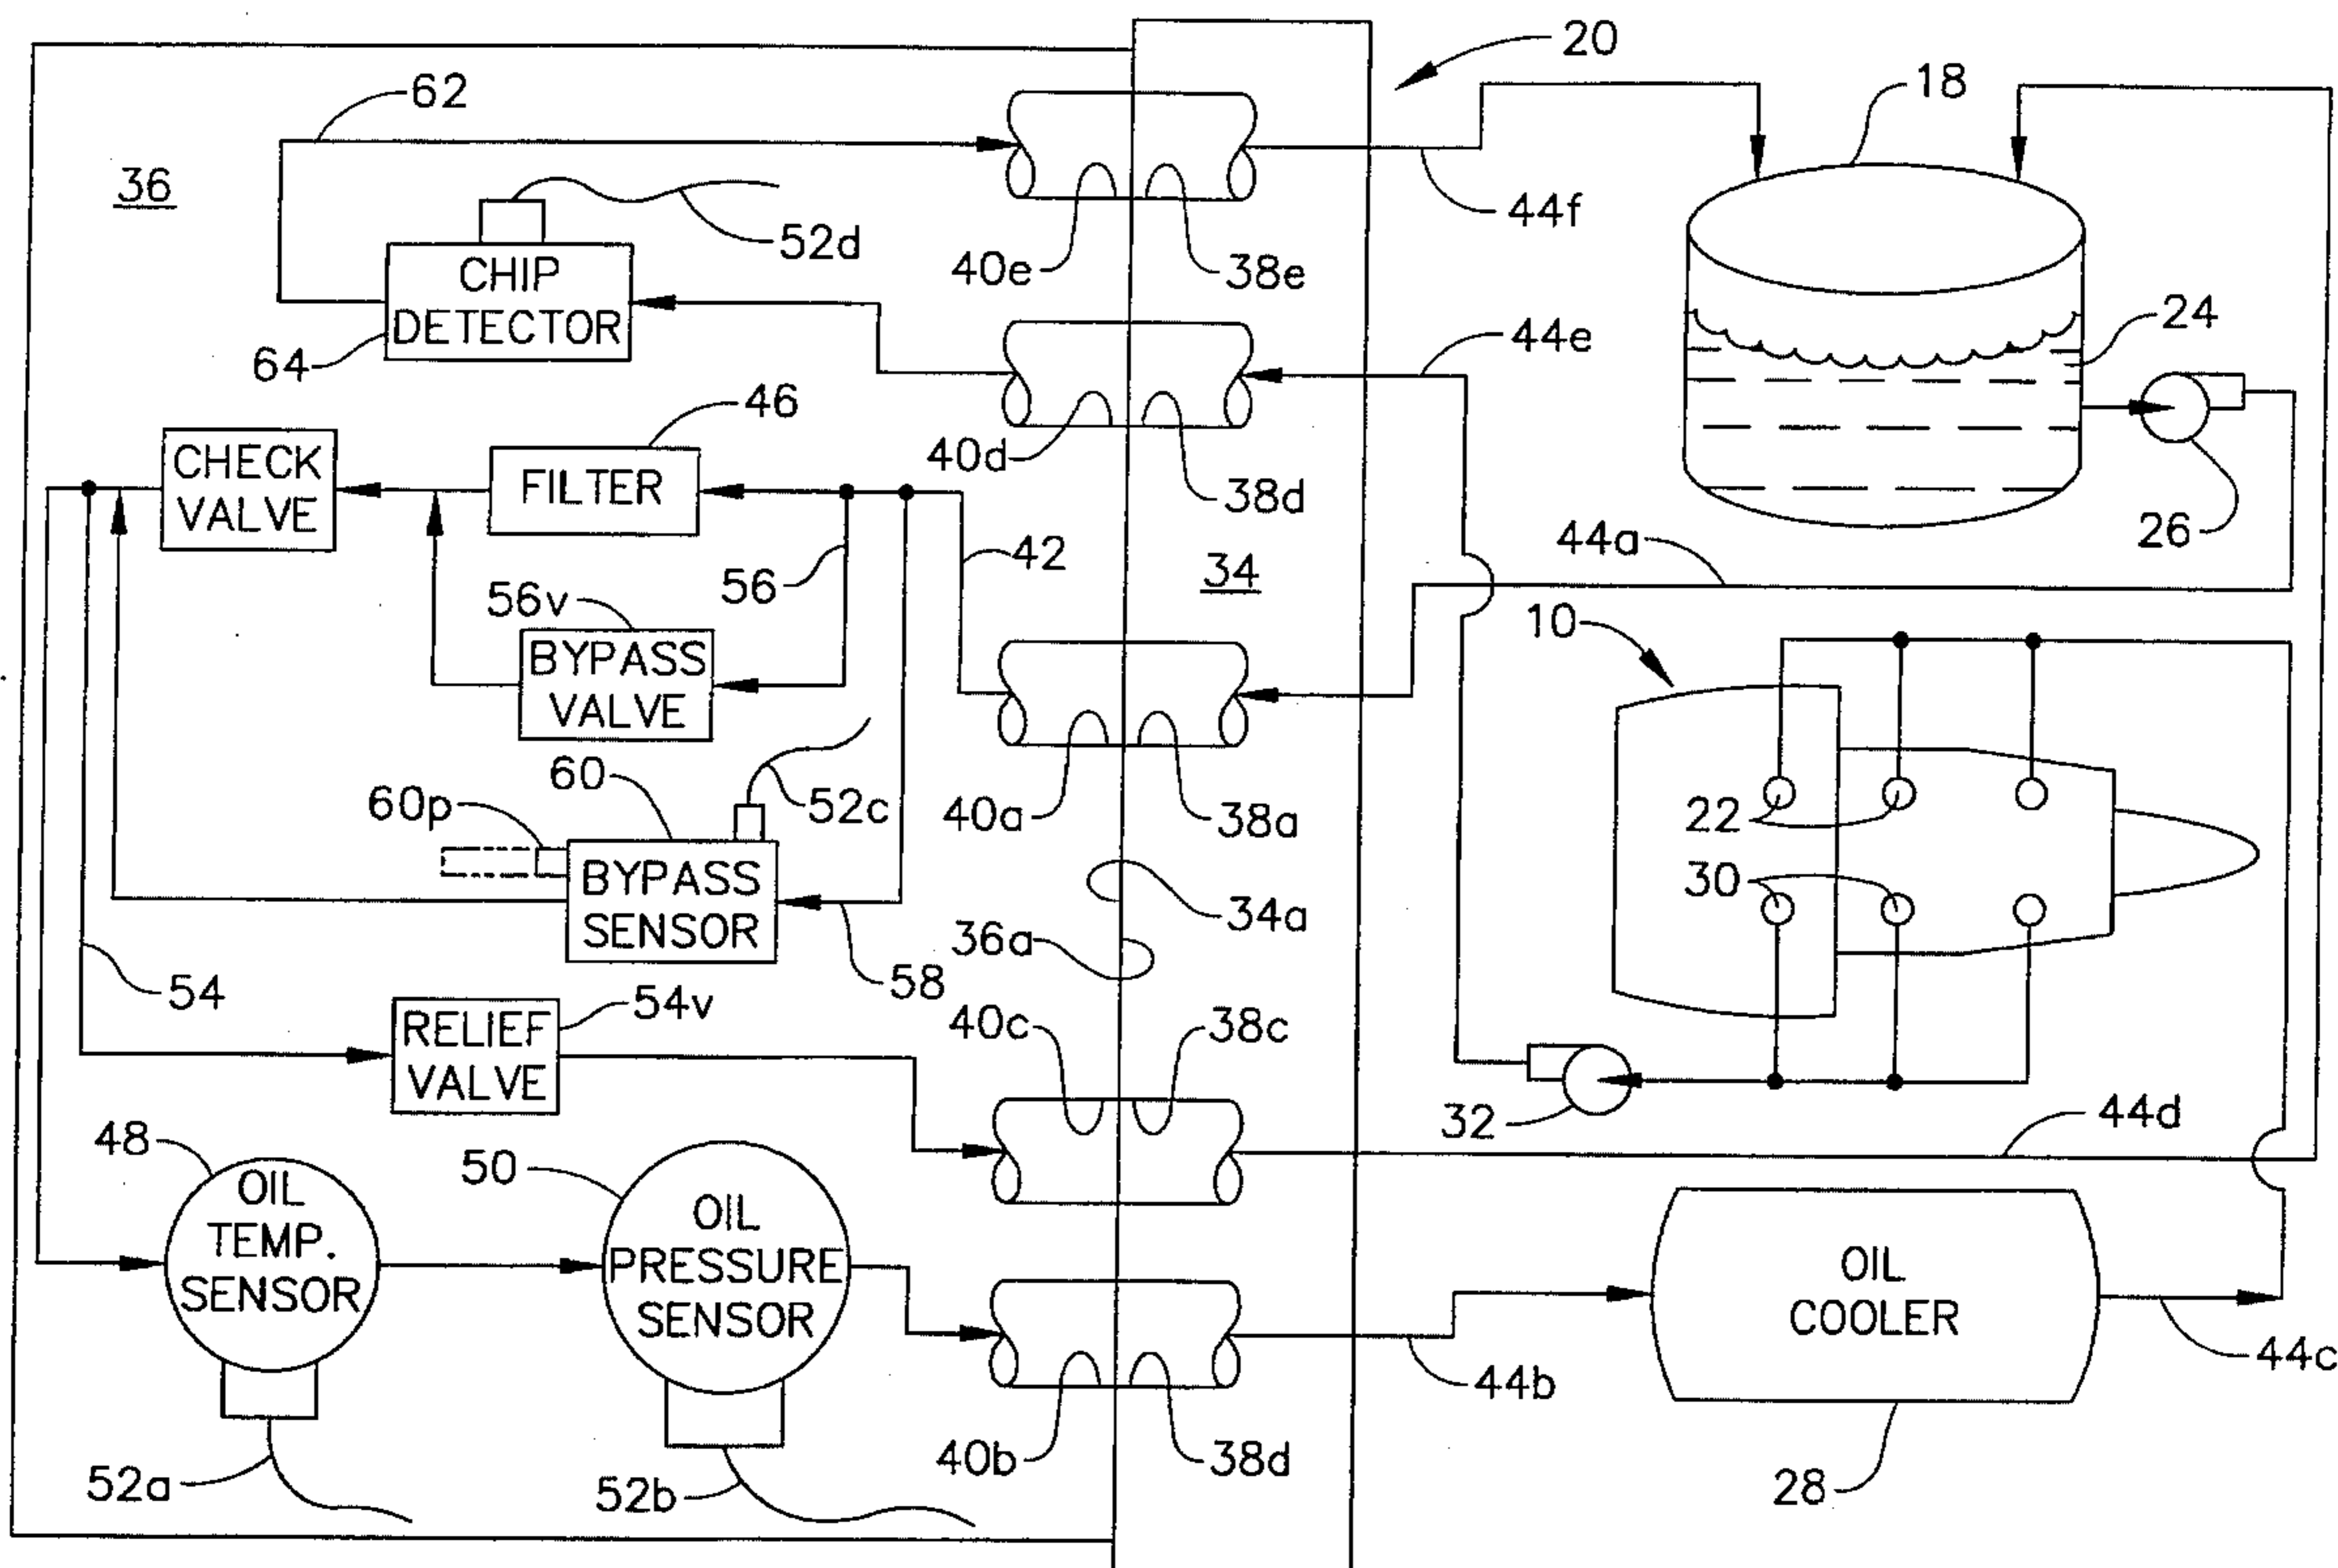 20
18
62
36
52d
44f
40e
38e
CHIP
DETECTOR
64
24
44e
46
40d
38d
CHECK
VALVE
FILTER
26
44a
42
56
34
56v
10
BYPASS
VALVE
60
60p
52c
40a
38a
22
BYPASS
SENSOR
30
34a
36a
58
54
54v
40c
38c
RELIEF
VALVE
32
44d
48
50
OIL
TEMP.
SENSOR
OIL
PRESSURE
SENSOR
OIL
COOLER
44c
44b
40b
38d
52a
52b
28